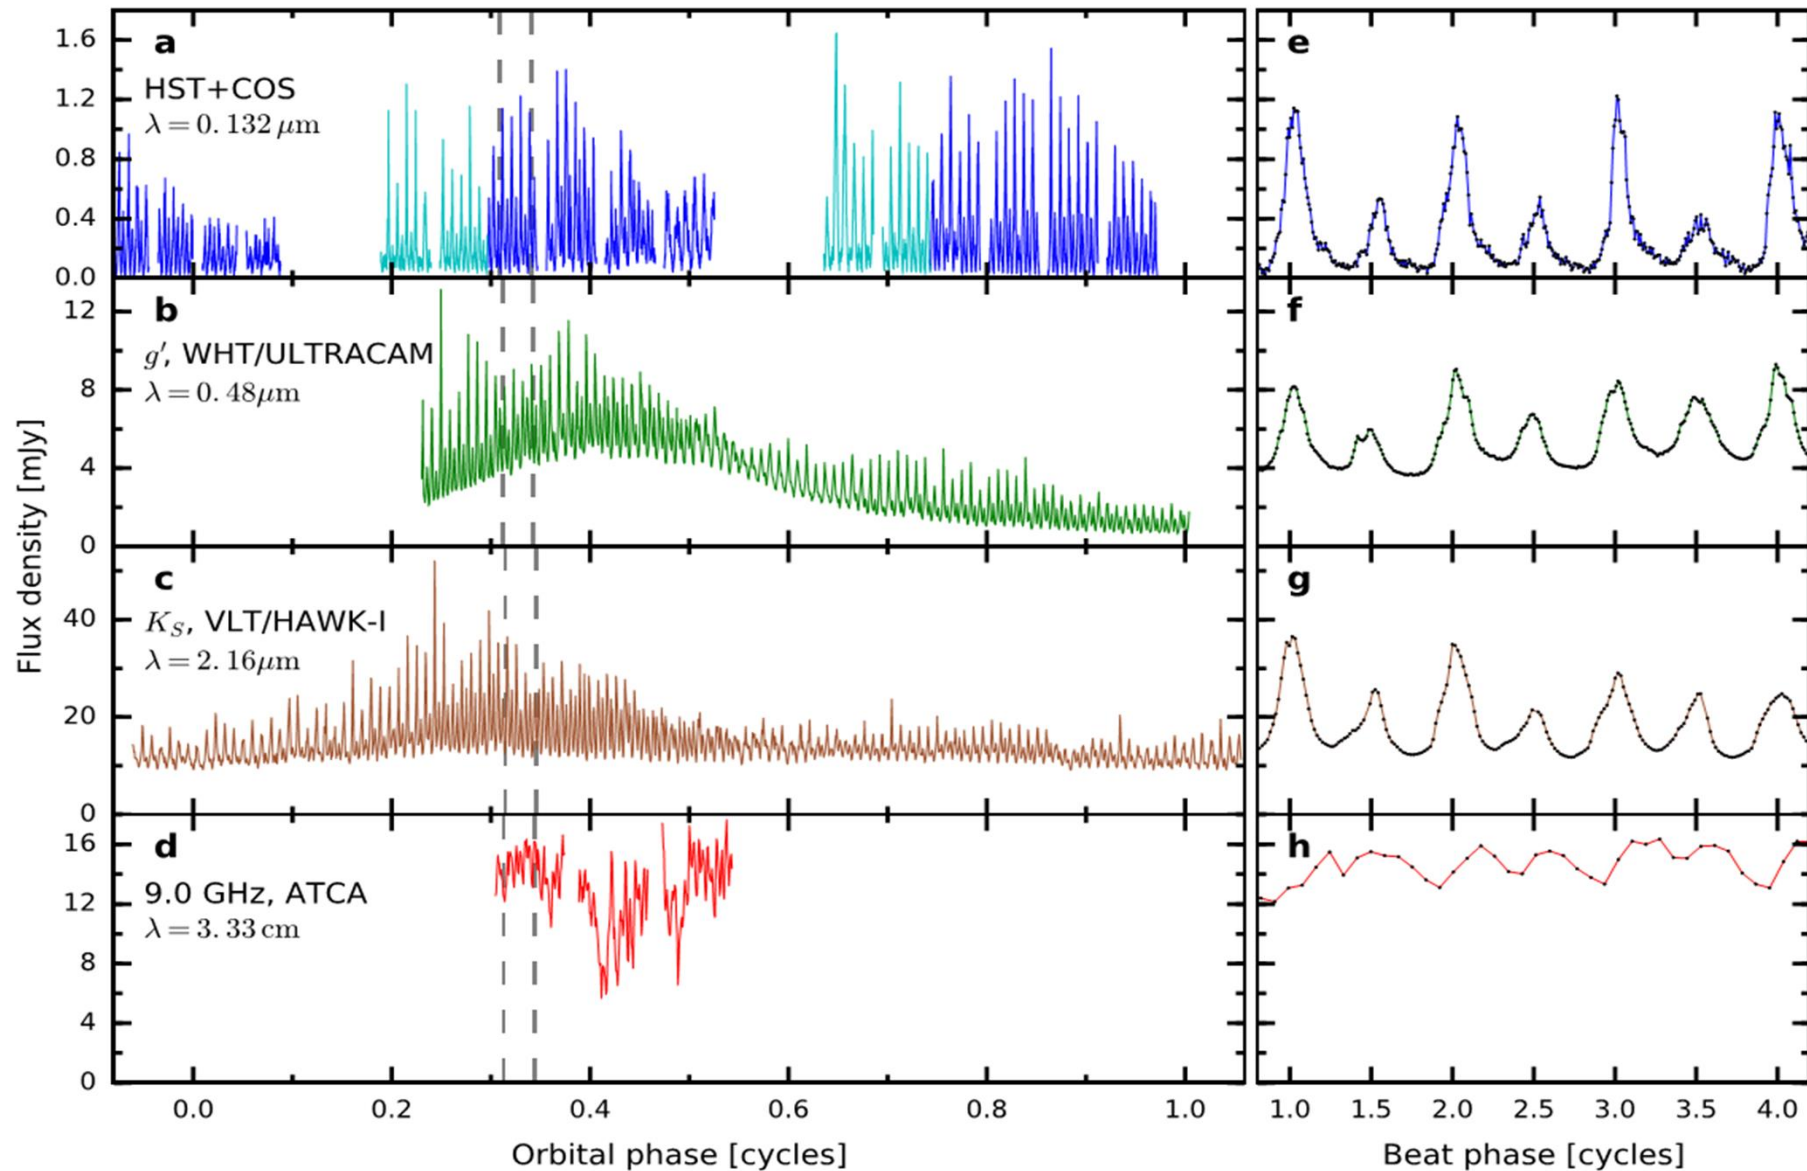 a
HST+COS
λ = 0.132 μm
1.6
1.2
0.8
0.4
0.0
b
g′, WHT/ULTRACAM
λ = 0.48μm
12
8
4
0
c
K_S, VLT/HAWK-I
λ = 2.16μm
40
20
0
d
9.0 GHz, ATCA
λ = 3.33 cm
16
12
8
4
0
Flux density [mJy]
0.0 0.2 0.4 0.6 0.8 1.0
Orbital phase [cycles]
e
f
g
h
1.0 1.5 2.0 2.5 3.0 3.5 4.0
Beat phase [cycles]